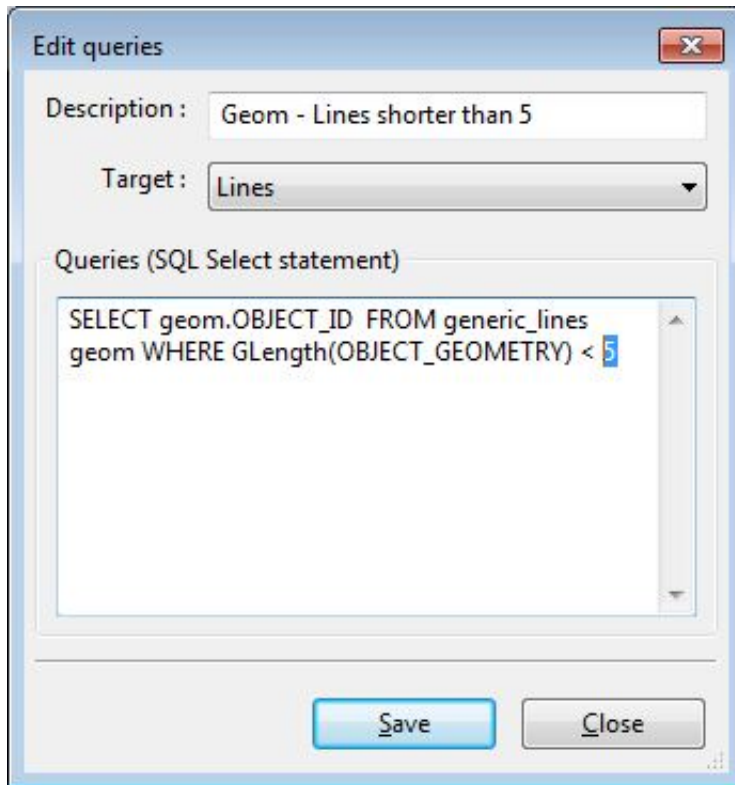 Edit queries
Description : Geom - Lines shorter than 5
Target : Lines
Queries (SQL Select statement)
SELECT geom.OBJECT_ID  FROM generic_lines
geom WHERE GLength(OBJECT_GEOMETRY) < 5
Save Close